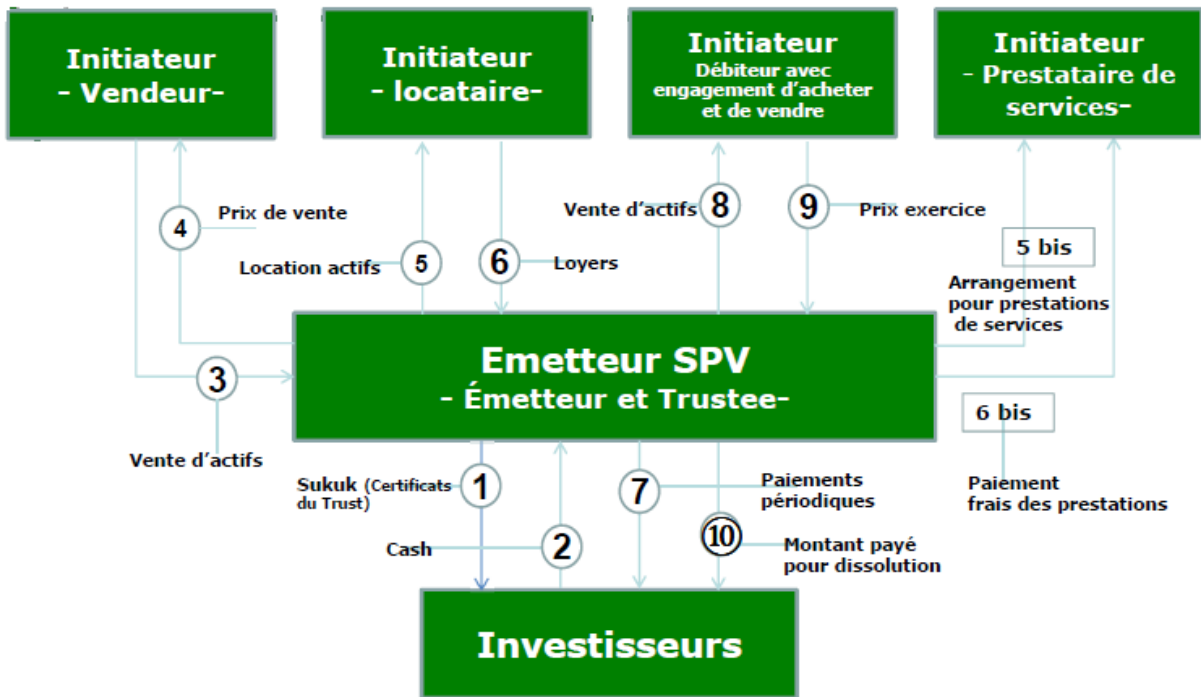 Initiateur
- Vendeur-
Initiateur
- locataire-
Initiateur
Débiteur avec
engagement d'acheter
et de vendre
Initiateur
- Prestataire de
services-
4
Prix de vente
Location actifs
5
6
Loyers
Vente d'actifs
8
9
Prix exercice
5 bis
Arrangement
pour prestations
de services
3
Vente d'actifs
Emetteur SPV
- Émetteur et Trustee-
6 bis
Paiement
frais des prestations
Sukuk (Certificats
du Trust)
1
Cash
2
7
Paiements
périodiques
10
Montant payé
pour dissolution
Investisseurs